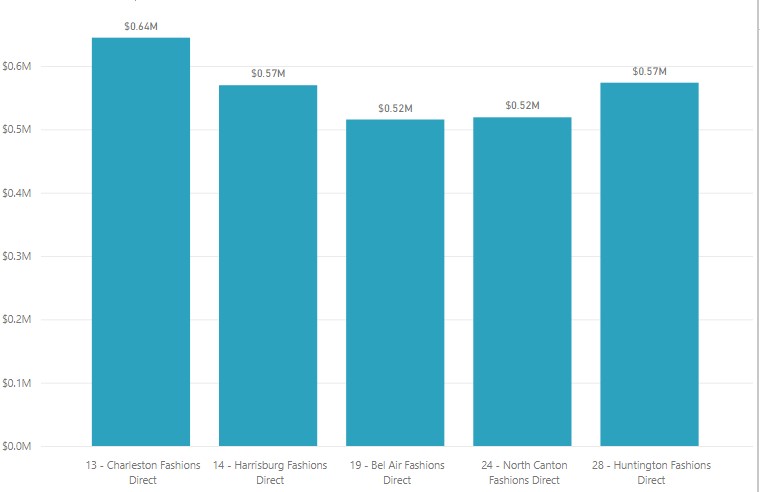 $0.64M
$0.6M
$0.57M
$0.57M
$0.52M
$0.52M
$0.5M
$0.4M
$0.3M
$0.2M
$0.1M
$0.0M
13 - Charleston Fashions Direct
14 - Harrisburg Fashions Direct
19 - Bel Air Fashions Direct
24 - North Canton Fashions Direct
28 - Huntington Fashions Direct